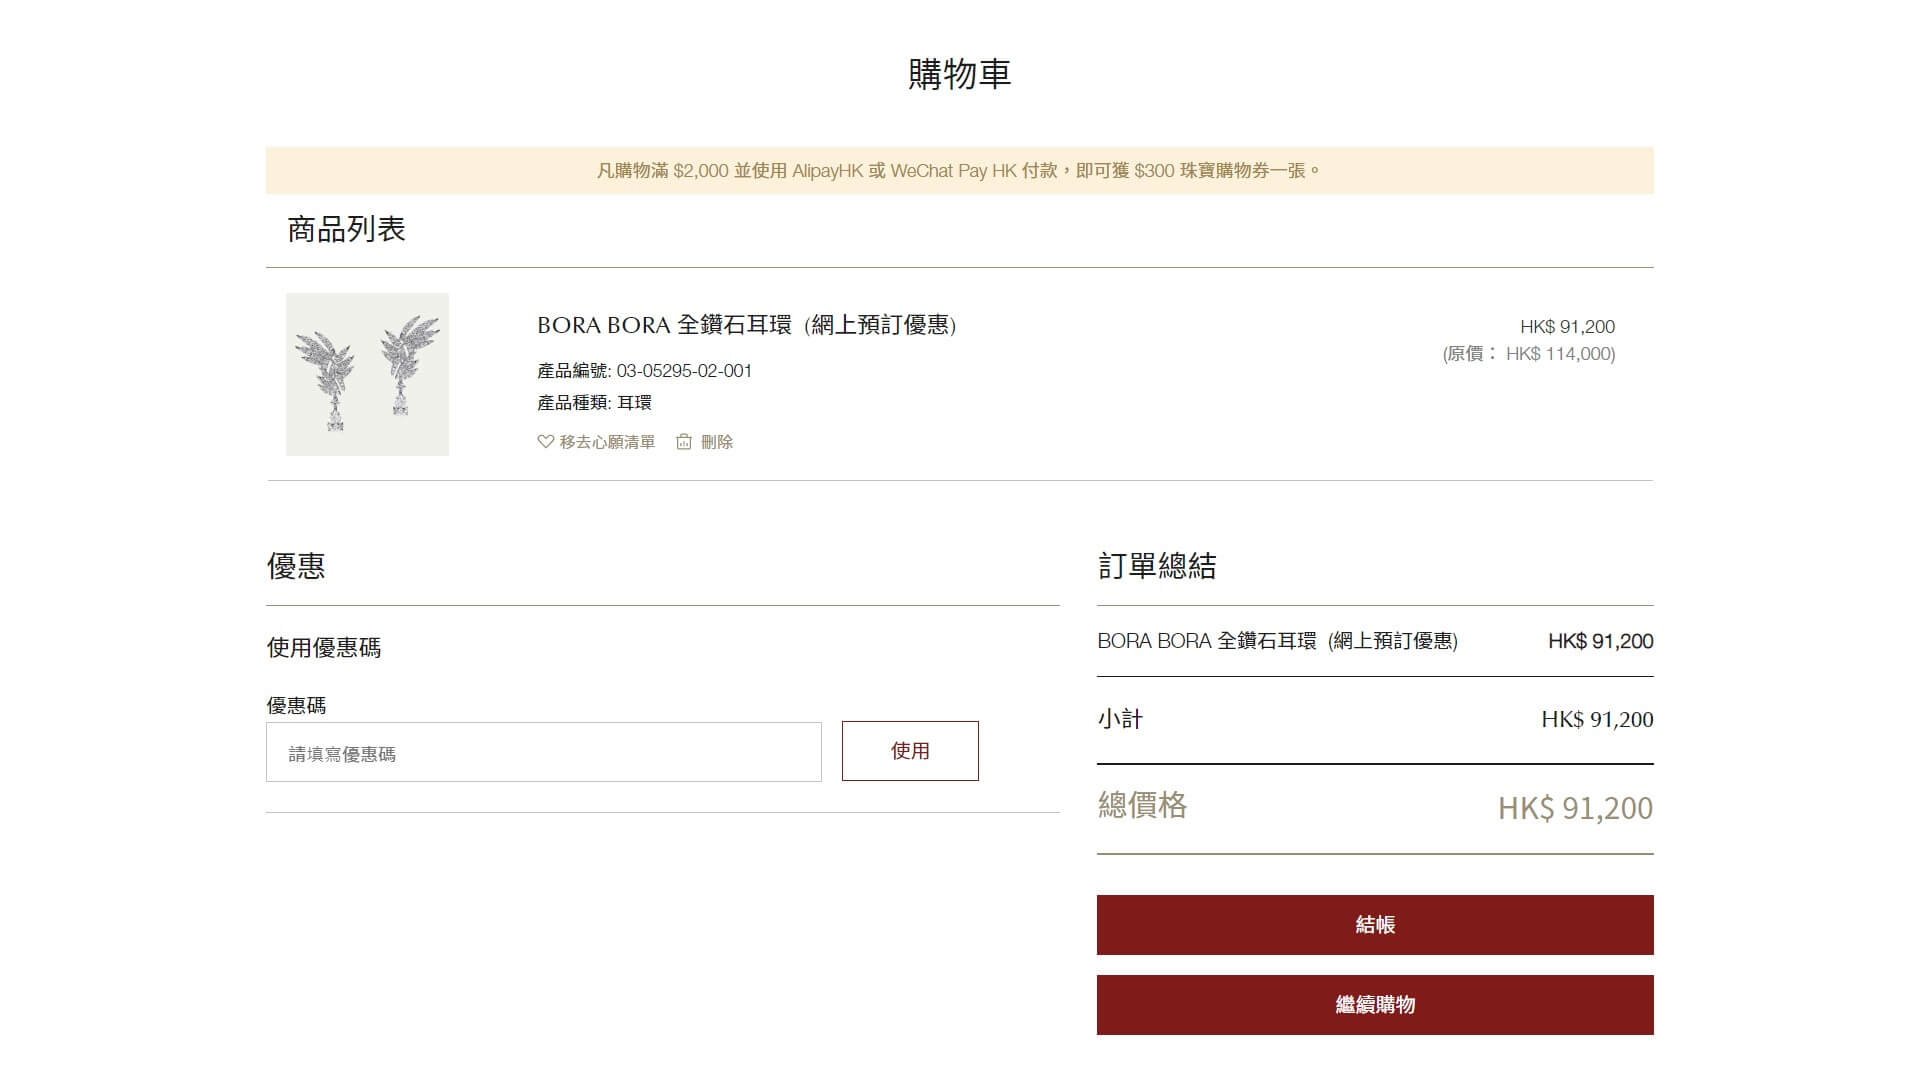 購物車
凡購物滿 $2,000 並使用 AlipayHK 或 WeChat Pay HK 付款，即可獲 $300 珠寶購物券一張。
商品列表
BORA BORA 全鑽石耳環 (網上預訂優惠)
HK$ 91,200
(原價： HK$ 114,000)
產品編號: 03-05295-02-001
產品種類: 耳環
移去心願清單 刪除
優惠
使用優惠碼
優惠碼
請填寫優惠碼
使用
訂單總結
BORA BORA 全鑽石耳環 (網上預訂優惠) HK$ 91,200
小計 HK$ 91,200
總價格 HK$ 91,200
結帳
繼續購物